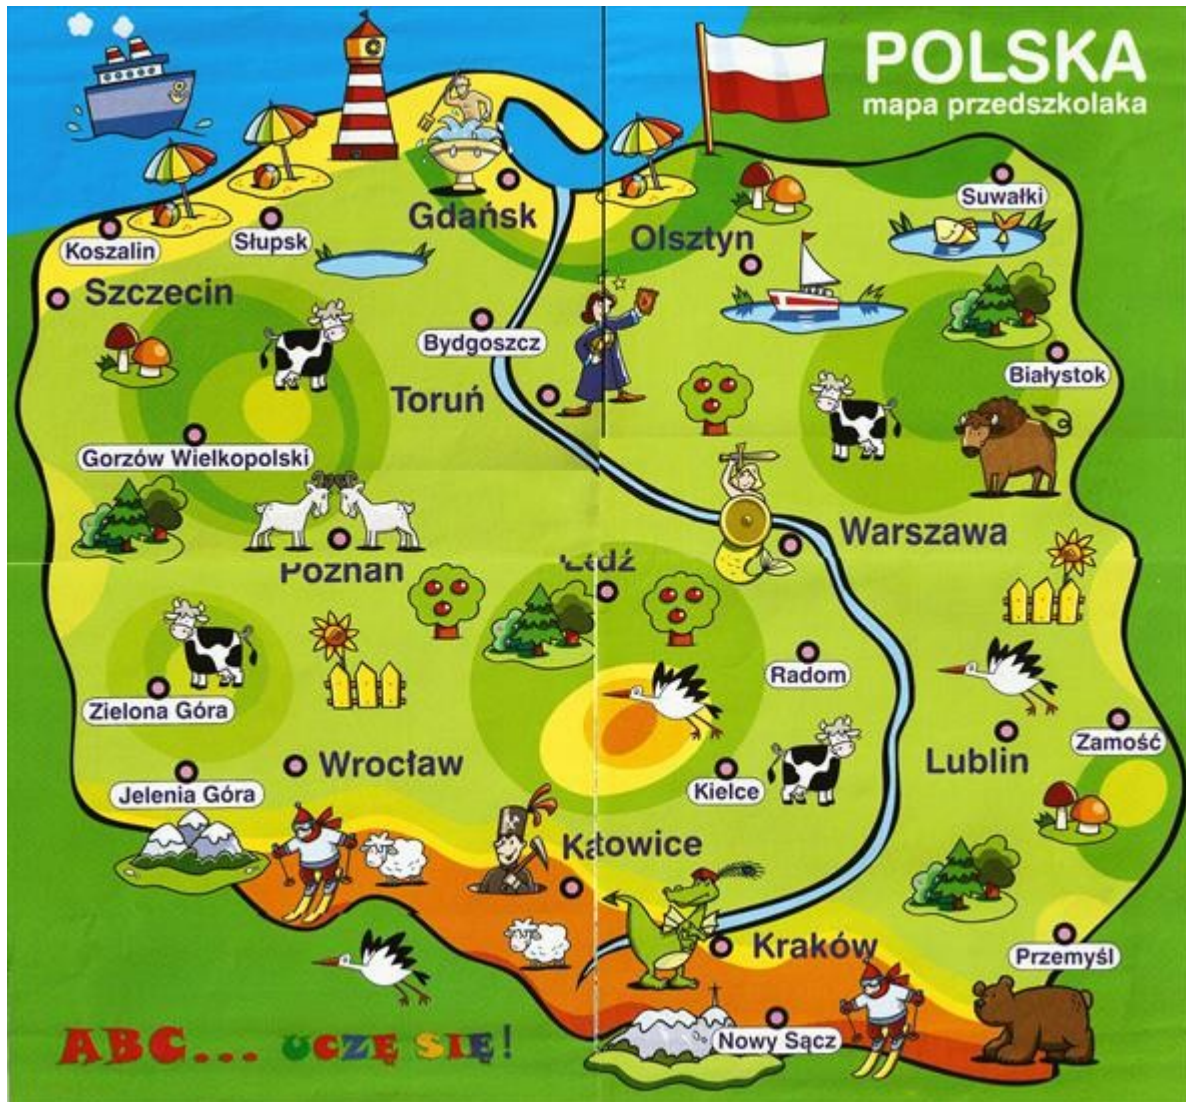 POLSKA
mapa przedszkolaka
Suwałki
Gdańsk
Olsztyn
Koszalin
Słupsk
Szczecin
Bydgoszcz
Białystok
Toruń
Gorzów Wielkopolski
Warszawa
Poznań
Łódź
Radom
Zielona Góra
Zamość
Wrocław
Lublin
Jelenia Góra
Kielce
Katowice
Kraków
Przemyśl
Nowy Sącz
ABC... UCZĘ SIĘ!